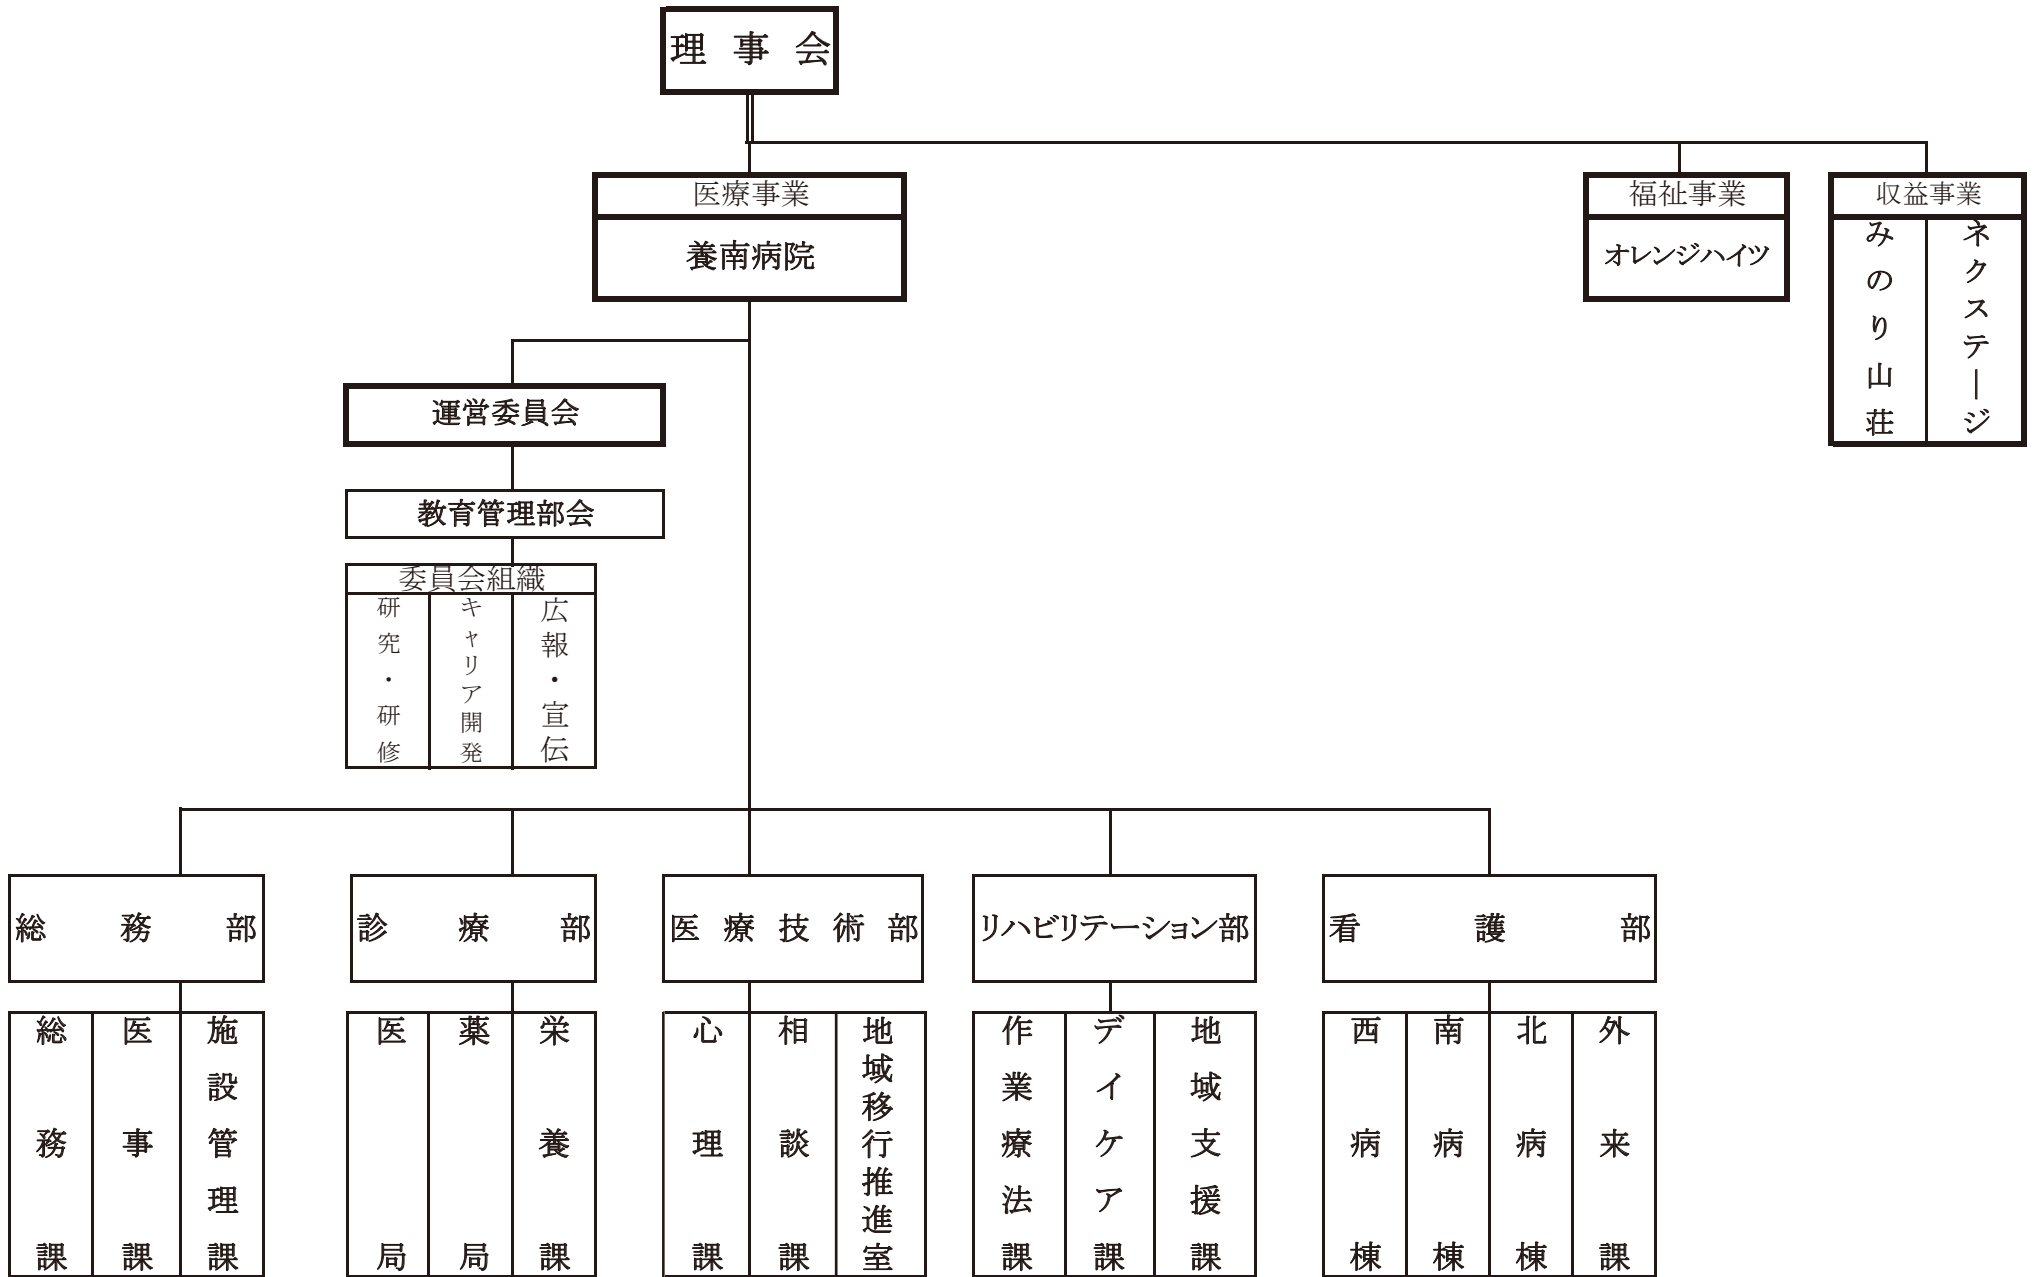 理事会
医療事業
養南病院
福祉事業
オレンジハイツ
収益事業
みのり山荘
ネクステージ
運営委員会
教育管理部会
委員会組織
研究・研修
キャリア開発
広報・宣伝
総務部
診療部
医療技術部
リハビリテーション部
看護部
総務課
医事課
施設管理課
医局
薬局
栄養課
心理課
相談課
地域移行推進室
作業療法課
デイケア課
地域支援課
西病棟
南病棟
北病棟
外来課